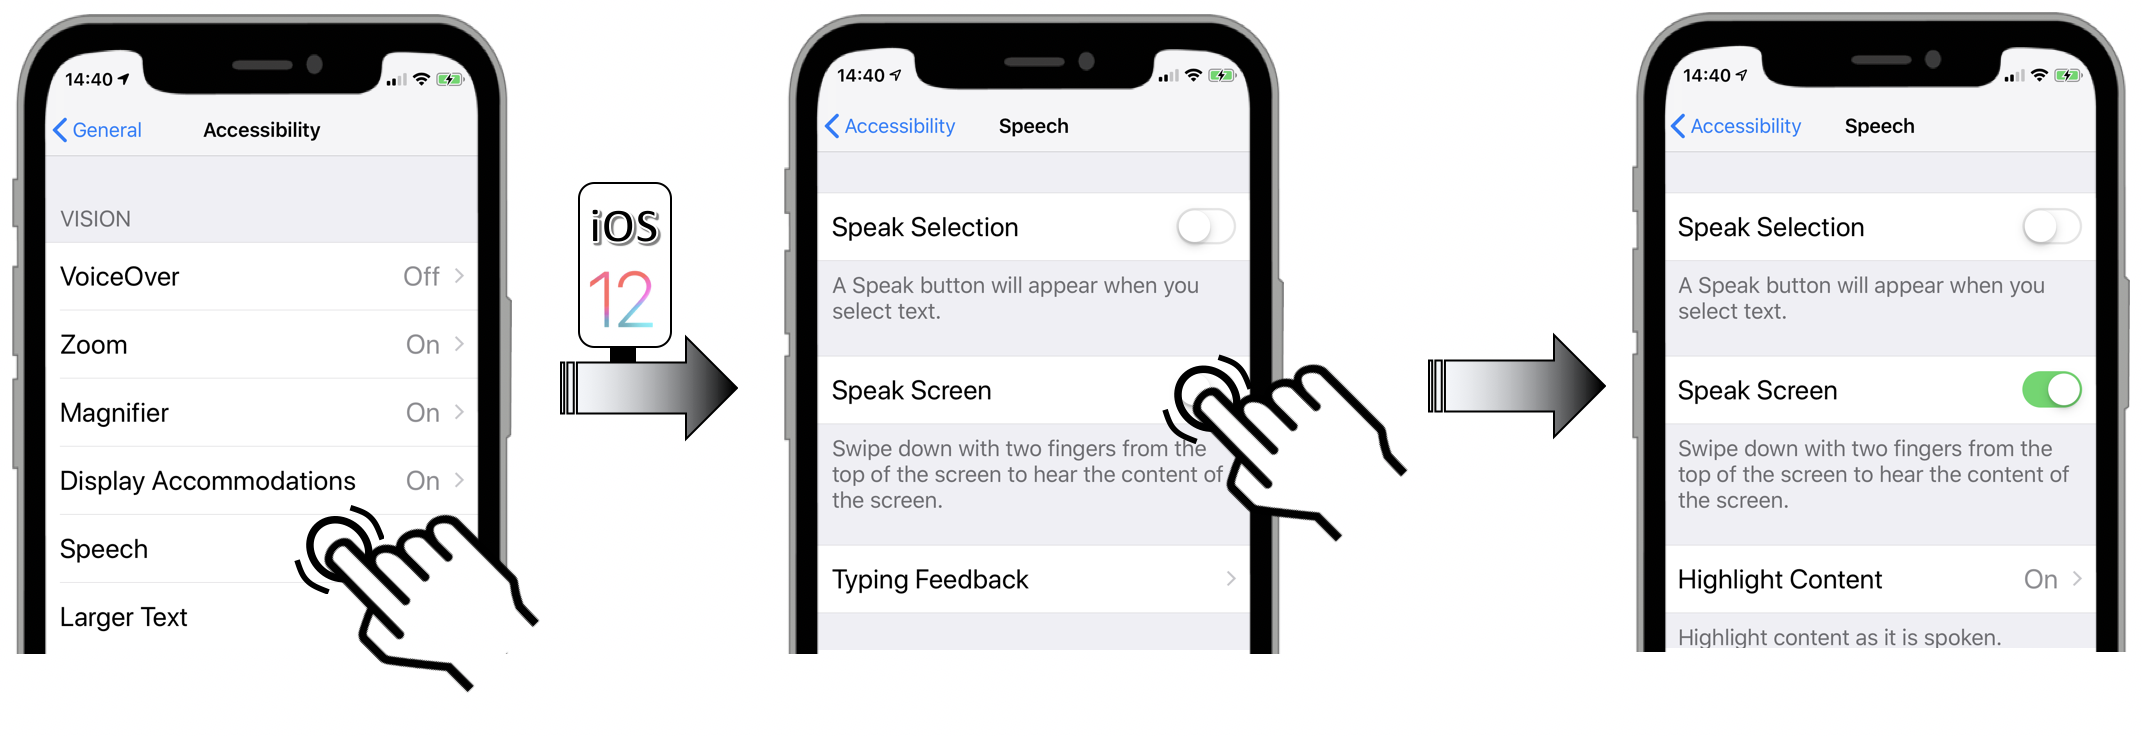 14:40
General
Accessibility
VISION
VoiceOver Off
Zoom On
Magnifier On
Display Accommodations On
Speech
Larger Text
iOS
12
14:40
Accessibility
Speech
Speak Selection
A Speak button will appear when you
select text.
Speak Screen
Swipe down with two fingers from the
top of the screen to hear the content of
the screen.
Typing Feedback
14:40
Accessibility
Speech
Speak Selection
A Speak button will appear when you
select text.
Speak Screen
Swipe down with two fingers from the
top of the screen to hear the content of
the screen.
Highlight Content On
Highlight content as it is spoken.